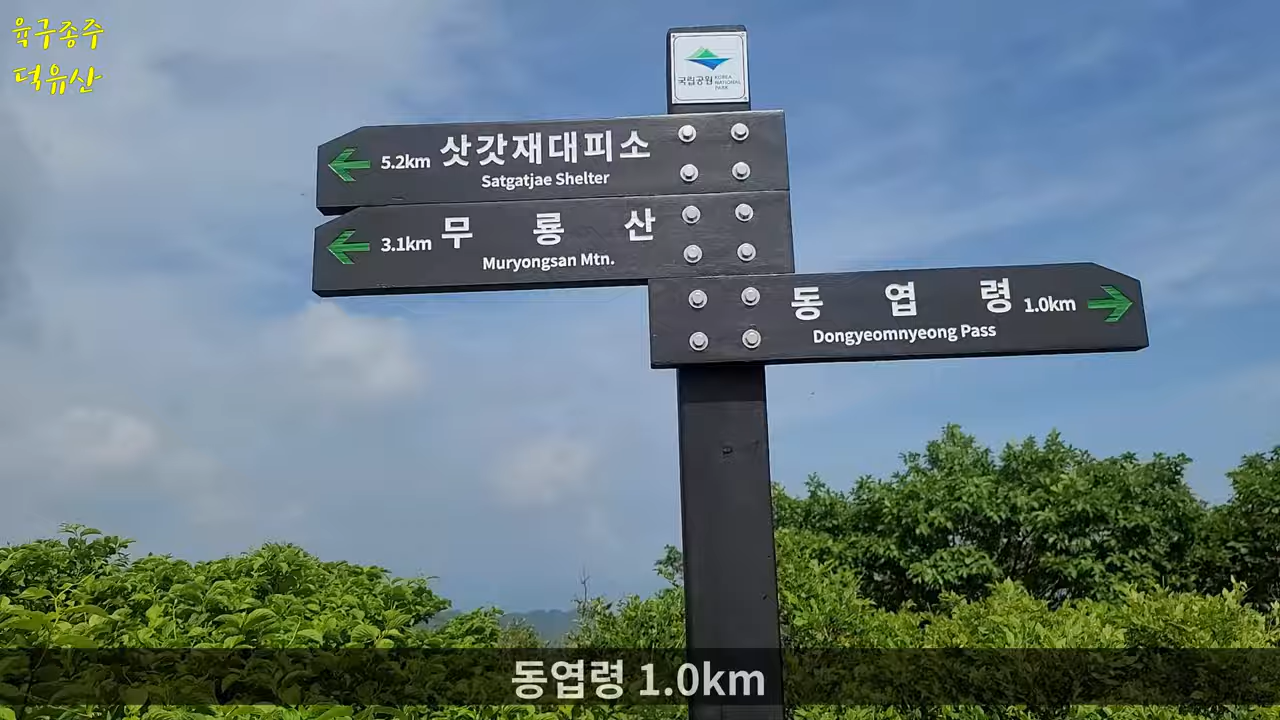 육구종주
덕유산
국립공원 KOREA NATIONAL PARK
5.2km 삿갓재대피소
Satgatjae Shelter
3.1km 무룡산
Muryongsan Mtn.
동엽령 1.0km
Dongyeomnyeong Pass
동엽령 1.0km